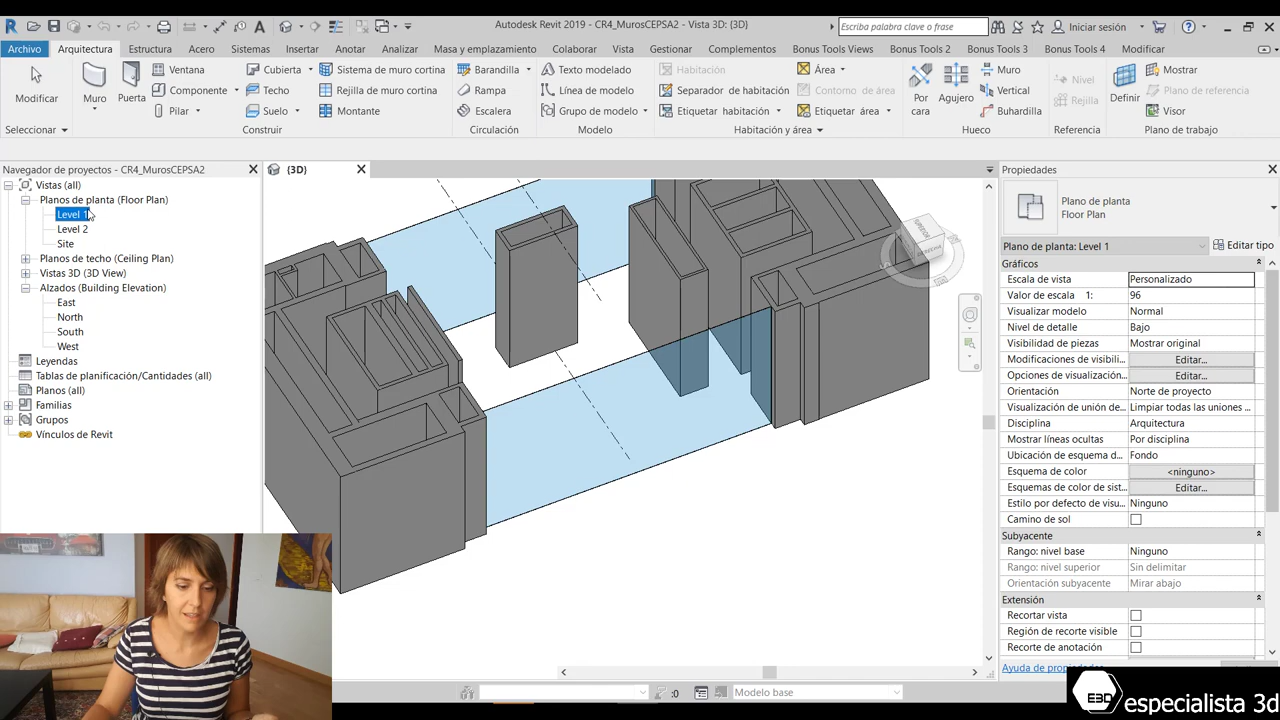 Autodesk Revit 2019 - CR4_MurosCEPSA2 - Vista 3D: {3D}
Escriba palabra clave o frase
Iniciar sesión
Archivo Arquitectura Estructura Acero Sistemas Insertar Anotar Analizar Masa y emplazamiento Colaborar Vista Gestionar Complementos Bonus Tools Views Bonus Tools 2 Bonus Tools 3 Bonus Tools 4 Modificar
Ventana Cubierta Sistema de muro cortina Barandilla Texto modelado Habitación Área Muro Nivel Mostrar
Componente Techo Rejilla de muro cortina Rampa Línea de modelo Separador de habitación Contorno de área Vertical Rejilla Plano de referencia
Modificar Muro Puerta Por cara Agujero Definir
Pilar Suelo Montante Escalera Grupo de modelo Etiquetar habitación Etiquetar área Buhardilla Visor
Seleccionar Construir Circulación Modelo Habitación y área Hueco Referencia Plano de trabajo
Navegador de proyectos - CR4_MurosCEPSA2
Vistas (all)
Planos de planta (Floor Plan)
Level 1
Level 2
Site
Planos de techo (Ceiling Plan)
Vistas 3D (3D View)
Alzados (Building Elevation)
East
North
South
West
Leyendas
Tablas de planificación/Cantidades (all)
Planos (all)
Familias
Grupos
Vínculos de Revit
{3D}
Propiedades
Plano de planta
Floor Plan
Plano de planta: Level 1 Editar tipo
Gráficos
Escala de vista Personalizado
Valor de escala 1: 96
Visualizar modelo Normal
Nivel de detalle Bajo
Visibilidad de piezas Mostrar original
Modificaciones de visibili... Editar...
Opciones de visualización... Editar...
Orientación Norte de proyecto
Visualización de unión de... Limpiar todas las uniones ...
Disciplina Arquitectura
Mostrar líneas ocultas Por disciplina
Ubicación de esquema d... Fondo
Esquema de color <ninguno>
Esquemas de color de sist... Editar...
Estilo por defecto de visu... Ninguno
Camino de sol
Subyacente
Rango: nivel base Ninguno
Rango: nivel superior Sin delimitar
Orientación subyacente Mirar abajo
Extensión
Recortar vista
Región de recorte visible
Recorte de anotación
:0 Modelo base
E3D especialista 3d